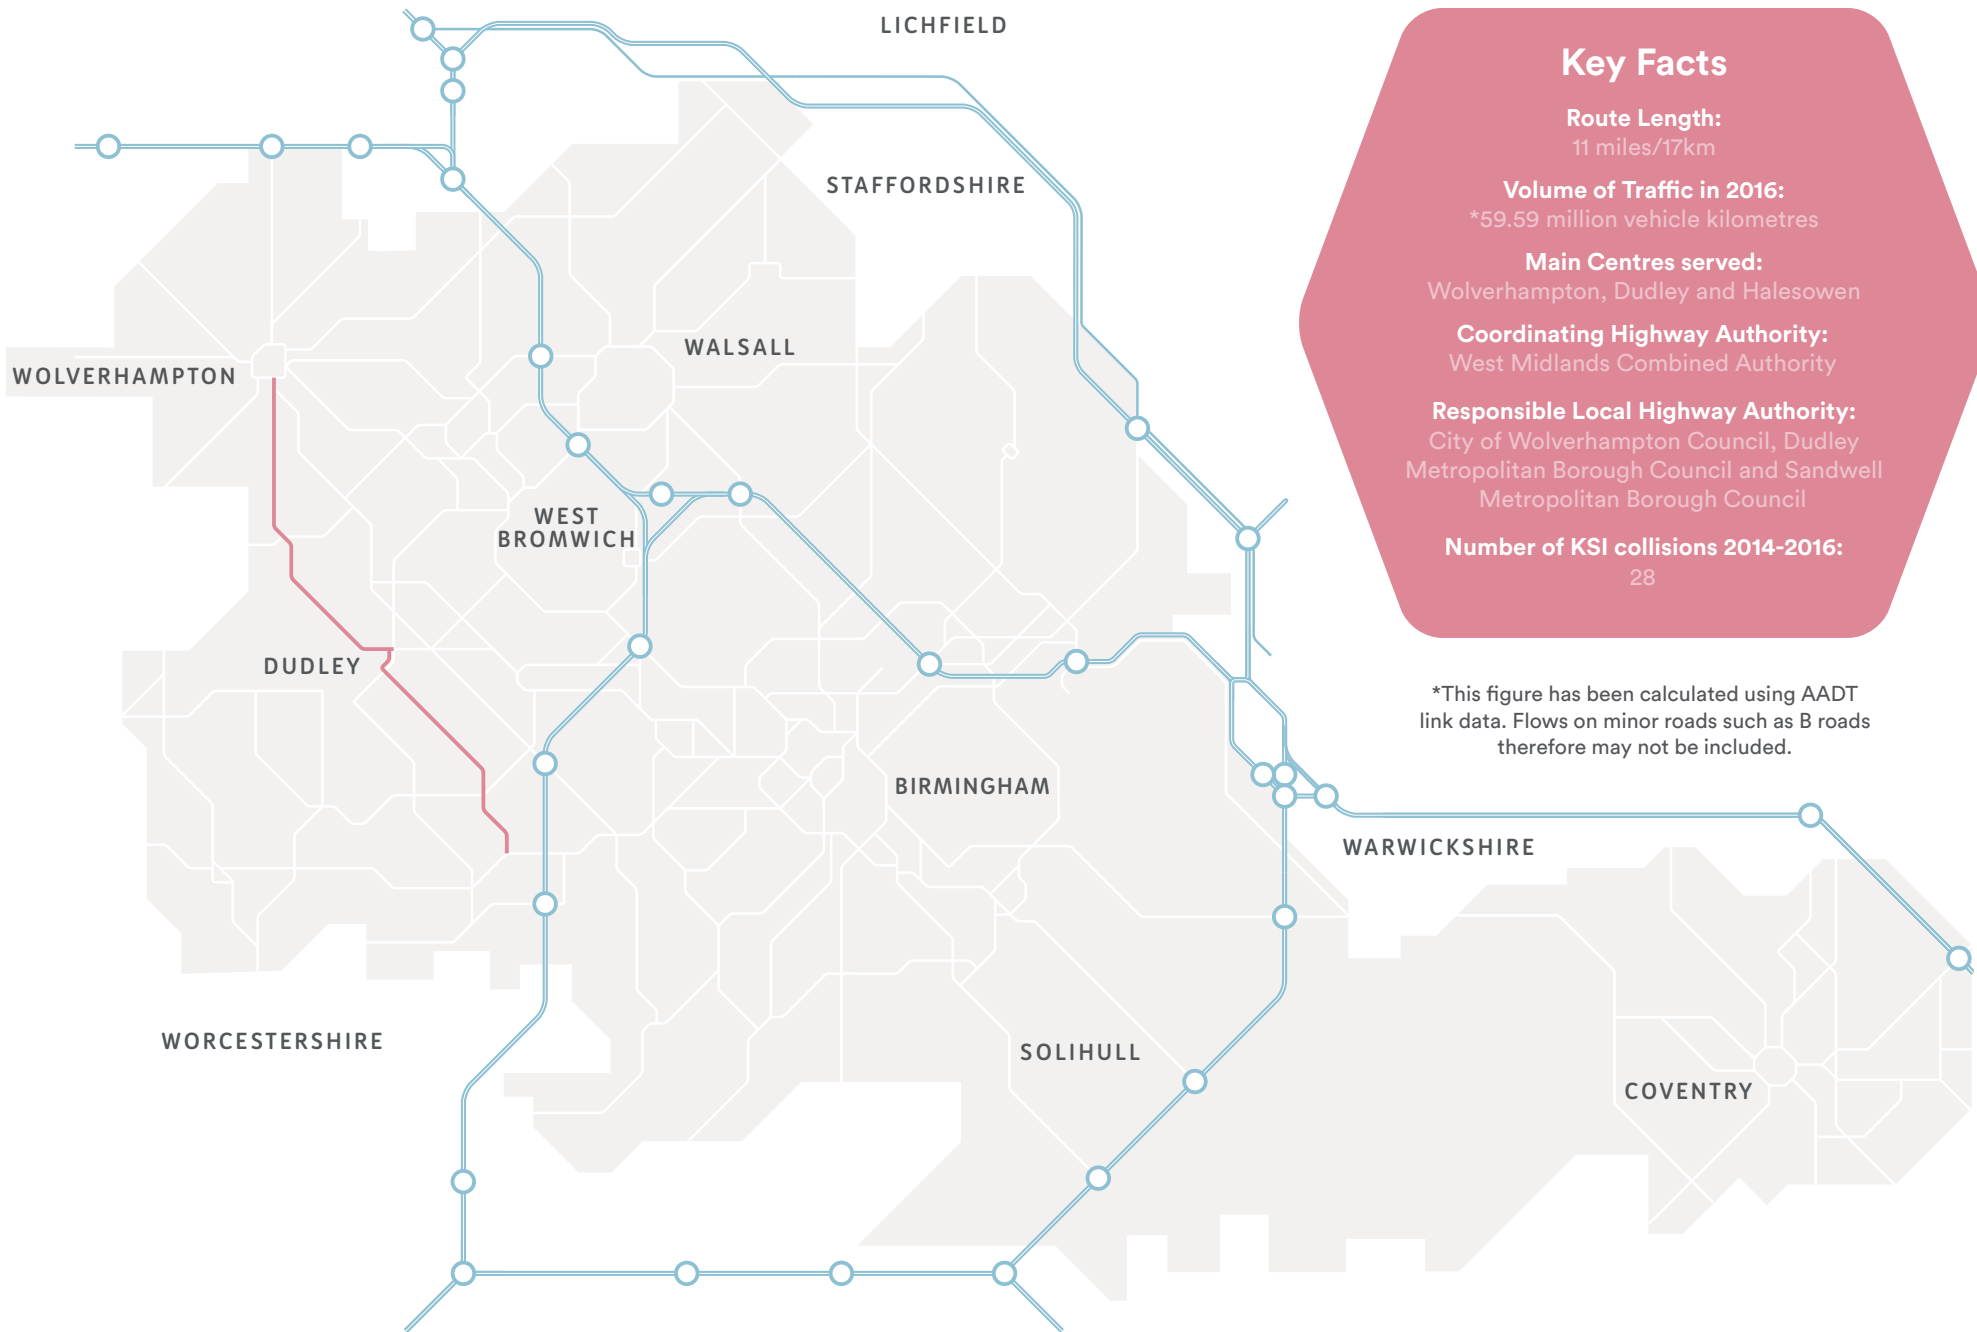 LICHFIELD
STAFFORDSHIRE
WALSALL
WOLVERHAMPTON
WEST
BROMWICH
DUDLEY
BIRMINGHAM
WARWICKSHIRE
WORCESTERSHIRE
SOLIHULL
COVENTRY
Key Facts
Route Length:
11 miles/17km
Volume of Traffic in 2016:
*59.59 million vehicle kilometres
Main Centres served:
Wolverhampton, Dudley and Halesowen
Coordinating Highway Authority:
West Midlands Combined Authority
Responsible Local Highway Authority:
City of Wolverhampton Council, Dudley
Metropolitan Borough Council and Sandwell
Metropolitan Borough Council
Number of KSI collisions 2014-2016:
28
*This figure has been calculated using AADT
link data. Flows on minor roads such as B roads
therefore may not be included.